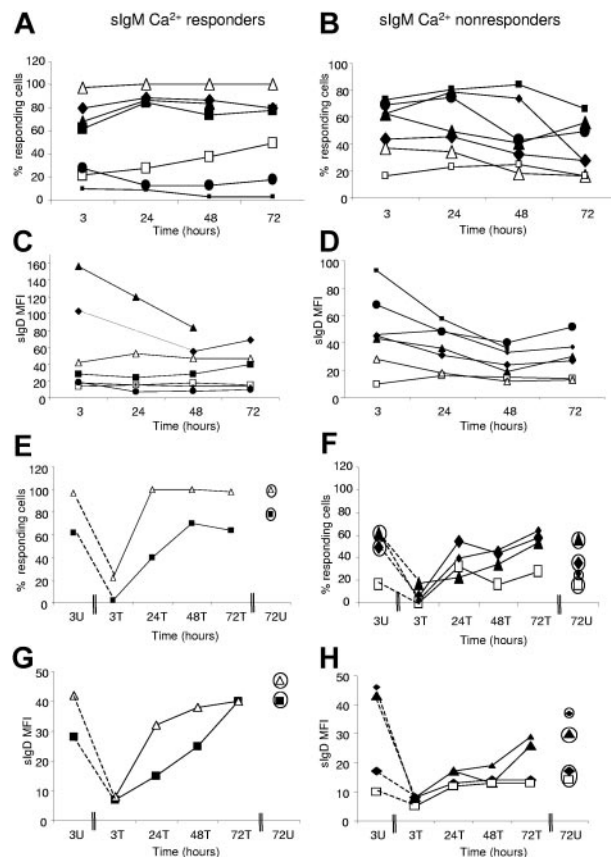 sIgM Ca²⁺ responders
sIgM Ca²⁺ nonresponders
A
% responding cells
120
100
80
60
40
20
0
3 24 48 72
Time (hours)
B
% responding cells
100
80
60
40
20
0
3 24 48 72
Time (hours)
C
sIgD MFI
160
140
120
100
80
60
40
20
0
3 24 48 72
Time (hours)
D
sIgD MFI
100
80
60
40
20
0
3 24 48 72
Time (hours)
E
% responding cells
120
100
80
60
40
20
0
3U 3T 24T 48T 72T 72U
Time (hours)
F
% responding cells
120
100
80
60
40
20
0
3U 3T 24T 48T 72T 72U
Time (hours)
G
sIgD MFI
50
40
30
20
10
0
3U 3T 24T 48T 72T 72U
Time (hours)
H
sIgD MFI
50
40
30
20
10
0
3U 3T 24T 48T 72T 72U
Time (hours)